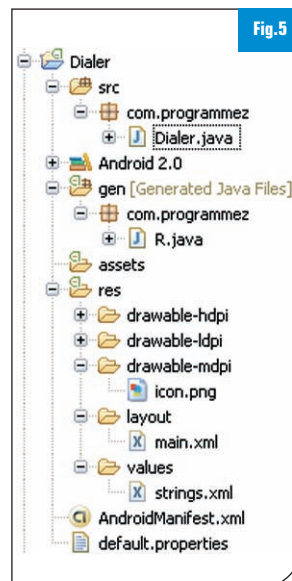 Fig.5
Dialer
src
com.programmez
Dialer.java
Android 2.0
gen [Generated Java Files]
com.programmez
R.java
assets
res
drawable-hdpi
drawable-ldpi
drawable-mdpi
icon.png
layout
main.xml
values
strings.xml
AndroidManifest.xml
default.properties